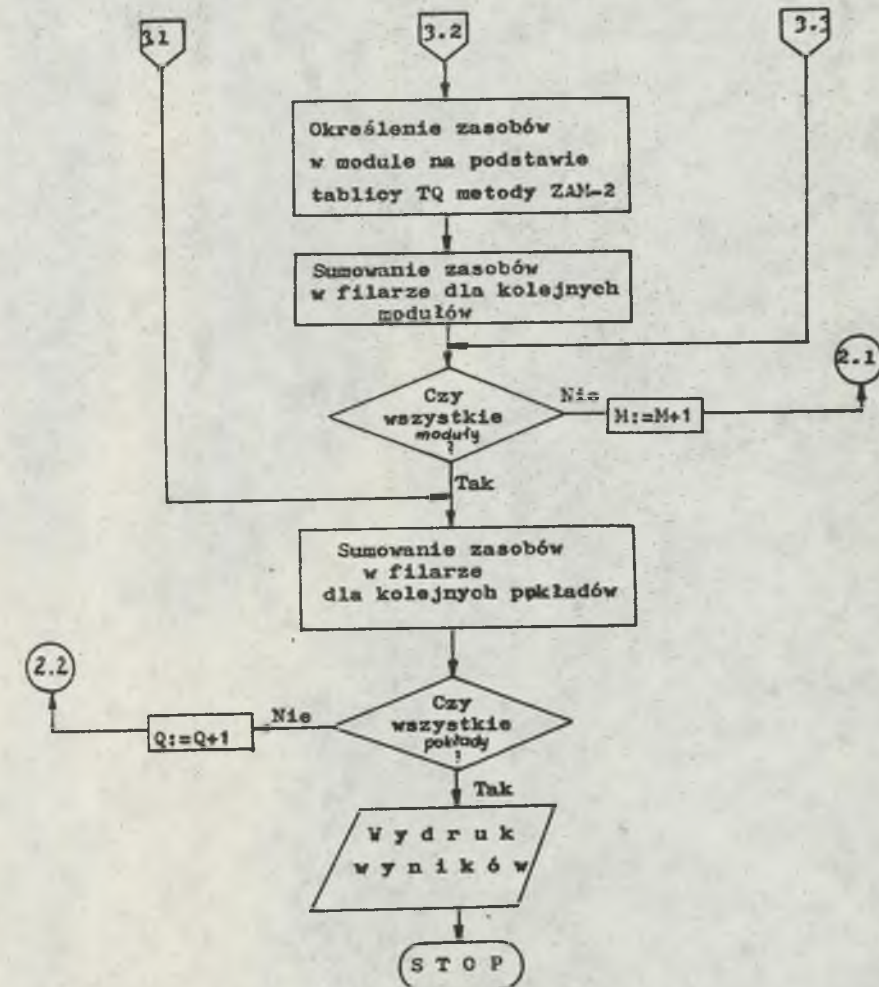 3.1
3.2
3.3
Określenie zasobów
w module na podstawie
tablicy TQ metody ZAM-2
Sumowanie zasobów
w filarze dla kolejnych
modułów
2.1
Czy
wszystkie
moduły
?
Nie
M:=M+1
Tak
Sumowanie zasobów
w filarze
dla kolejnych pokładów
2.2
Czy
wszystkie
pokłady
?
Nie
Q:=Q+1
Tak
W y d r u k
w y n i k ó w
S T O P